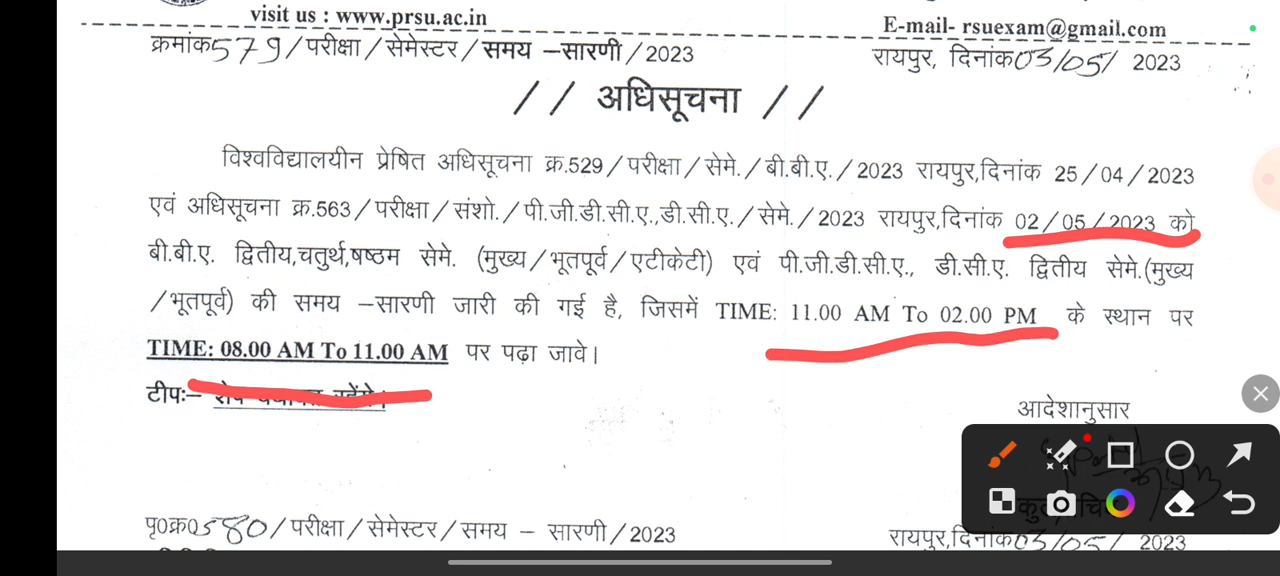 visit us : www.prsu.ac.in
E-mail- rsuexam@gmail.com
क्रमांक579/परीक्षा/सेमेस्टर/समय –सारणी/2023
रायपुर, दिनांक03/05/ 2023
// अधिसूचना //
विश्वविद्यालयीन प्रेषित अधिसूचना क्र.529/परीक्षा/सेमे./बी.बी.ए./2023 रायपुर,दिनांक 25/04/2023
एवं अधिसूचना क्र.563/परीक्षा/संशो./पी.जी.डी.सी.ए.,डी.सी.ए./सेमे./2023 रायपुर,दिनांक 02/05/2023 को
बी.बी.ए. द्वितीय,चतुर्थ,षष्ठम सेमे. (मुख्य/भूतपूर्व/एटीकेटी) एवं पी.जी.डी.सी.ए., डी.सी.ए. द्वितीय सेमे.(मुख्य
/भूतपूर्व) की समय –सारणी जारी की गई है, जिसमें TIME: 11.00 AM To 02.00 PM के स्थान पर
TIME: 08.00 AM To 11.00 AM पर पढ़ा जावे।
टीपः–
आदेशानुसार
पृ0क्र0580/परीक्षा/सेमेस्टर/समय – सारणी/2023
रायपुर,दिनांक03/05/ 2023